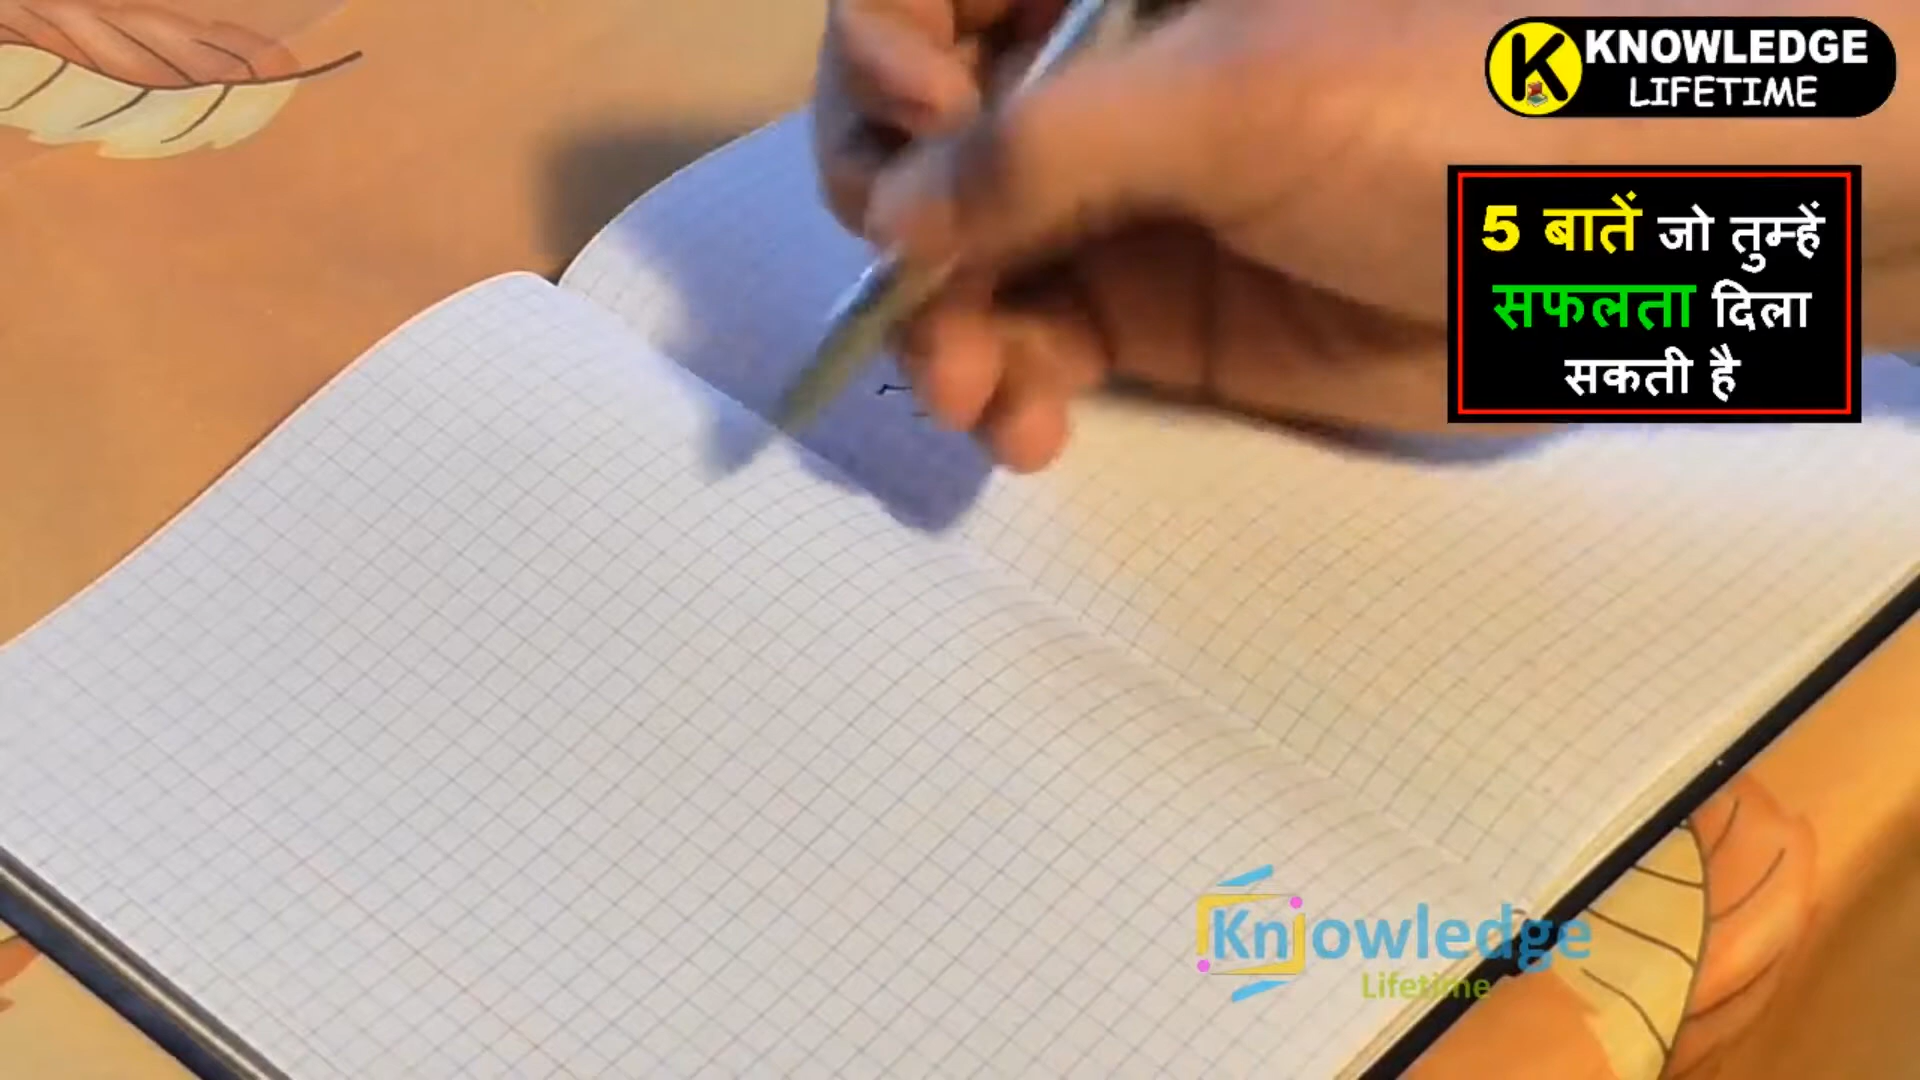 KNOWLEDGE
LIFETIME
5 बातें जो तुम्हें
सफलता दिला
सकती है
Knowledge
Lifetime